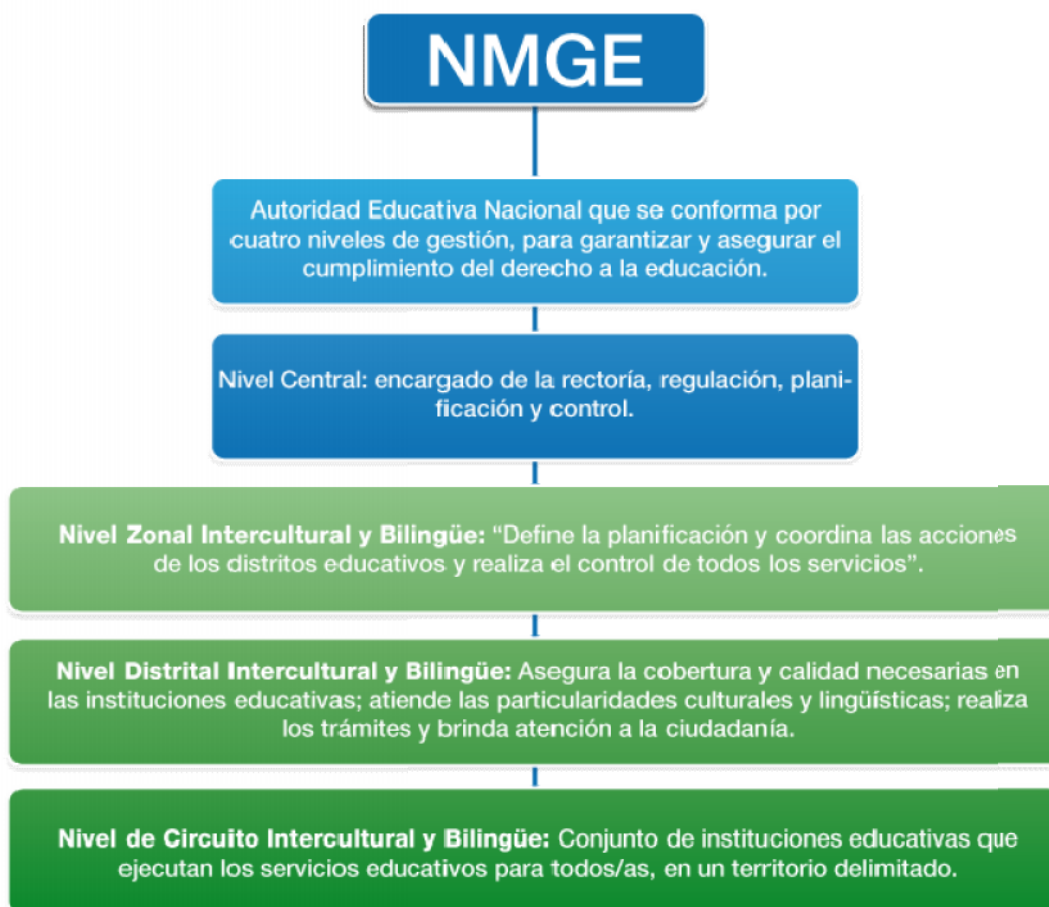 NMGE
Autoridad Educativa Nacional que se conforma por
cuatro niveles de gestión, para garantizar y asegurar el
cumplimiento del derecho a la educación.
Nivel Central: encargado de la rectoría, regulación, plani-
ficación y control.
Nivel Zonal Intercultural y Bilingüe: “Define la planificación y coordina las acciones
de los distritos educativos y realiza el control de todos los servicios”.
Nivel Distrital Intercultural y Bilingüe: Asegura la cobertura y calidad necesarias en
las instituciones educativas; atiende las particularidades culturales y lingüísticas; realiza
los trámites y brinda atención a la ciudadanía.
Nivel de Circuito Intercultural y Bilingüe: Conjunto de instituciones educativas que
ejecutan los servicios educativos para todos/as, en un territorio delimitado.